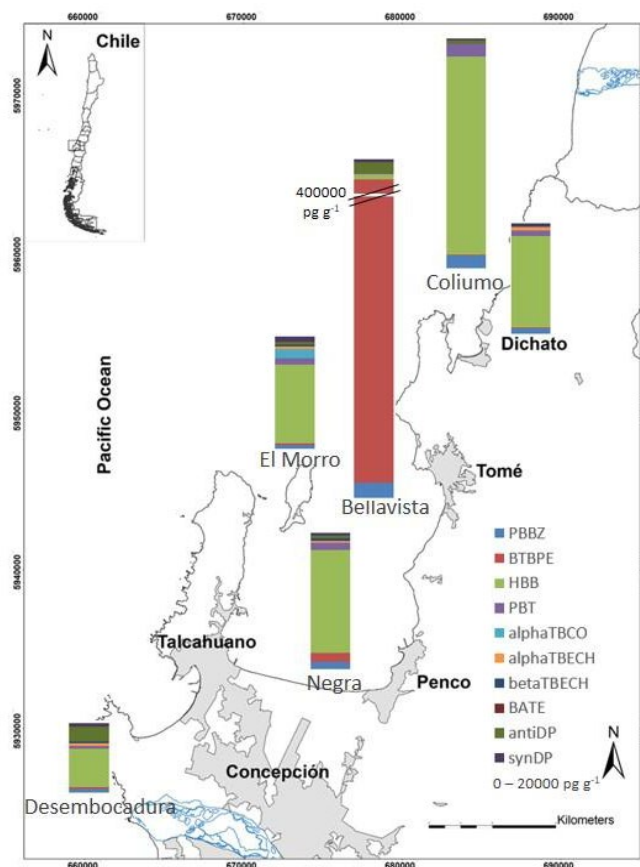 660000 670000 680000 690000
N
Chile
5970000
400000
pg g-1
5960000
Coliumo
Dichato
Pacific Ocean
5950000
El Morro
Tomé
Bellavista
PBBZ
BTBPE
HBB
PBT
alphaTBCO
alphaTBECH
betaTBECH
BATE
antiDP
synDP
0 – 20000 pg g-1
5940000
Talcahuano
Negra
Penco
N
5930000
Concepción
Desembocadura
Kilometers
660000 670000 680000 690000